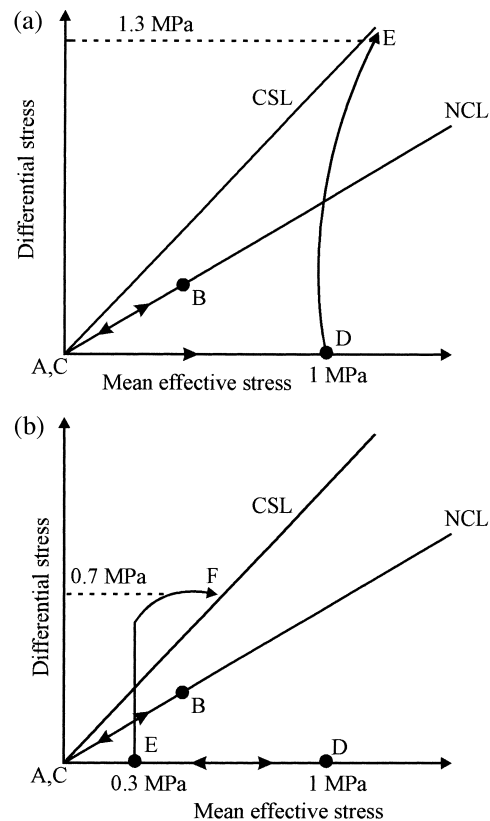 (a)
1.3 MPa
E
CSL
NCL
Differential stress
B
D
A,C
Mean effective stress
1 MPa
(b)
CSL
NCL
0.7 MPa
F
Differential stress
B
E
D
A,C
0.3 MPa
1 MPa
Mean effective stress